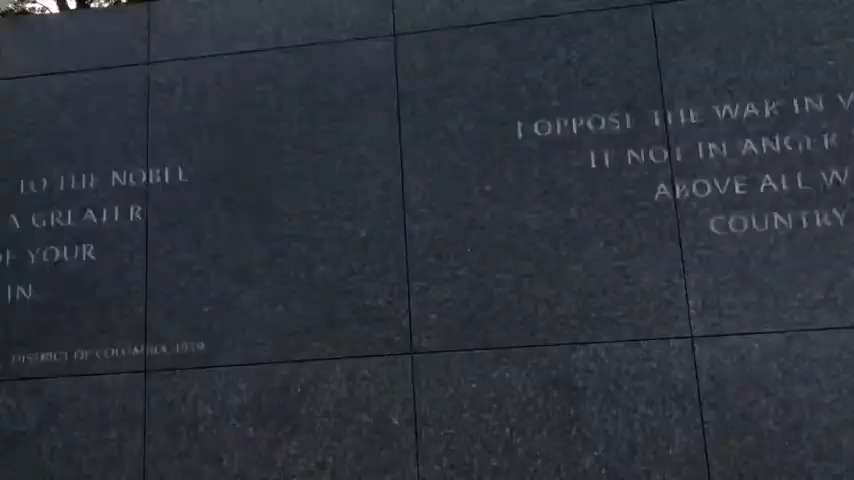 TO THE NOBLE
A GREATER
OF YOUR
IN
DISTRICT OF COLUMBIA, 1959
I OPPOSE THE WAR IN V
IT NOT IN ANGER
ABOVE ALL W
COUNTRY